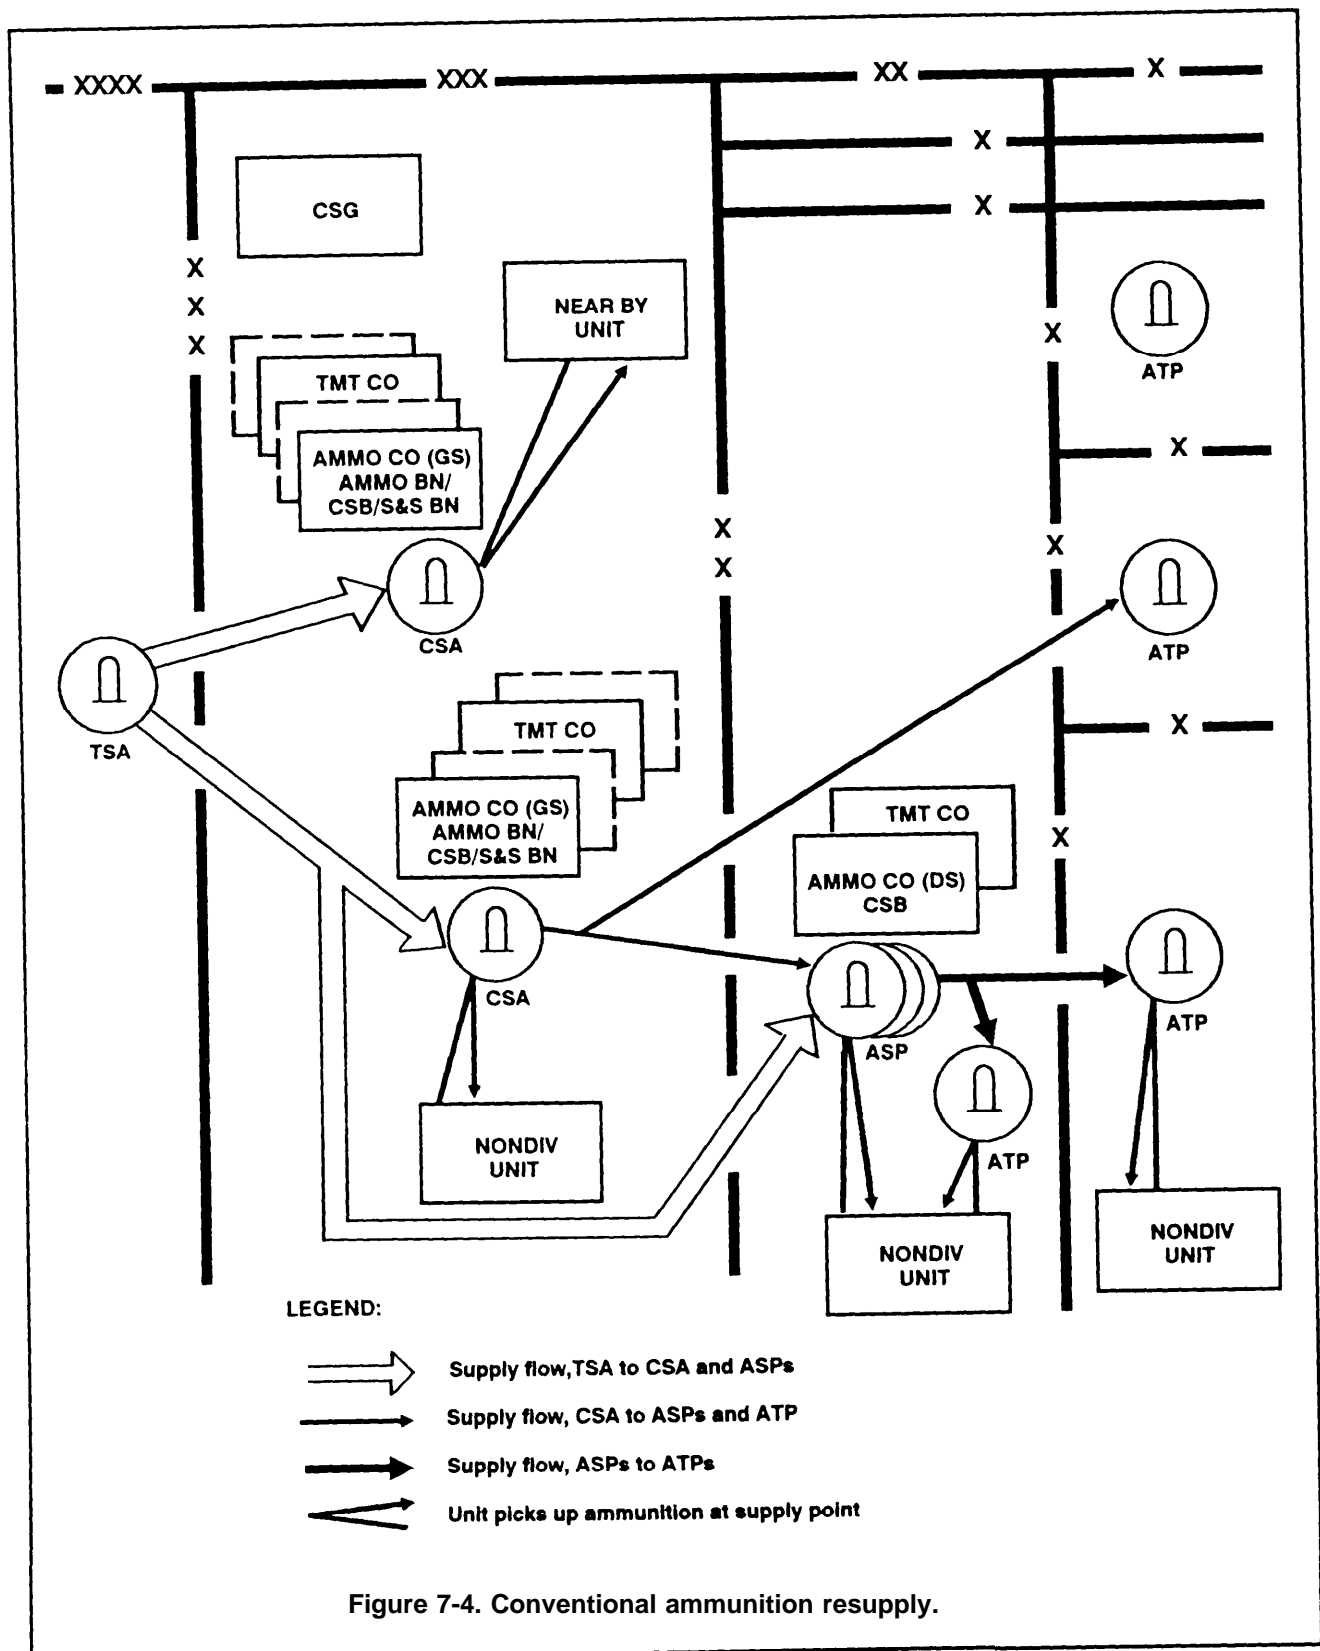 XXXX
XXX
XX
X
X
X
CSG
X
X
X
NEAR BY
UNIT
X
ATP
TMT CO
AMMO CO (GS)
AMMO BN/
CSB/S&S BN
X
X
X
X
CSA
ATP
TSA
X
TMT CO
AMMO CO (GS)
AMMO BN/
CSB/S&S BN
TMT CO
X
AMMO CO (DS)
CSB
CSA
ASP
ATP
NONDIV
UNIT
ATP
NONDIV
UNIT
NONDIV
UNIT
LEGEND:
Supply flow,TSA to CSA and ASPs
Supply flow, CSA to ASPs and ATP
Supply flow, ASPs to ATPs
Unit picks up ammunition at supply point
Figure 7-4. Conventional ammunition resupply.